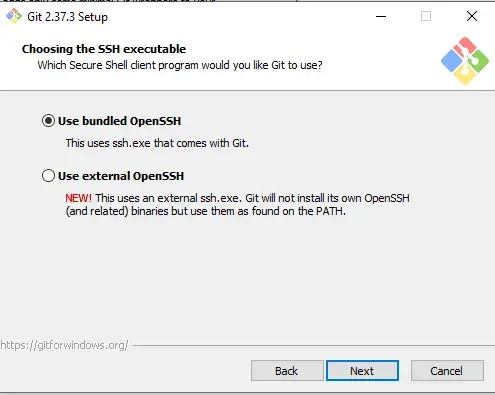 Git 2.37.3 Setup
Choosing the SSH executable
Which Secure Shell client program would you like Git to use?
Use bundled OpenSSH
This uses ssh.exe that comes with Git.
Use external OpenSSH
NEW! This uses an external ssh.exe. Git will not install its own OpenSSH
(and related) binaries but use them as found on the PATH.
https://gitforwindows.org/
Back Next Cancel